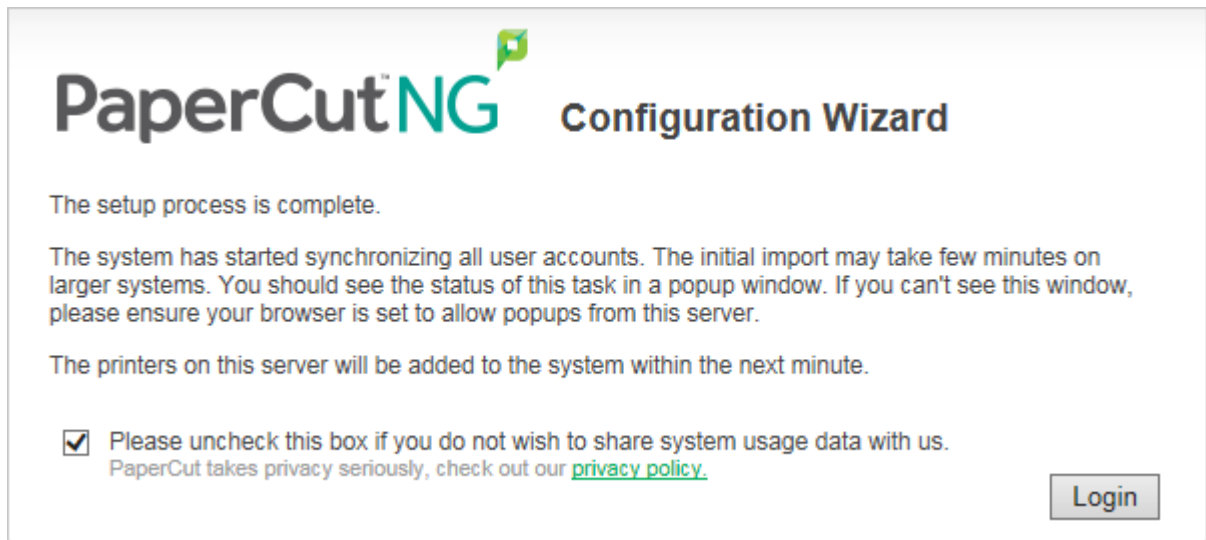 PaperCut™ NG Configuration Wizard
The setup process is complete.
The system has started synchronizing all user accounts. The initial import may take few minutes on
larger systems. You should see the status of this task in a popup window. If you can't see this window,
please ensure your browser is set to allow popups from this server.
The printers on this server will be added to the system within the next minute.
Please uncheck this box if you do not wish to share system usage data with us.
PaperCut takes privacy seriously, check out our privacy policy.
Login